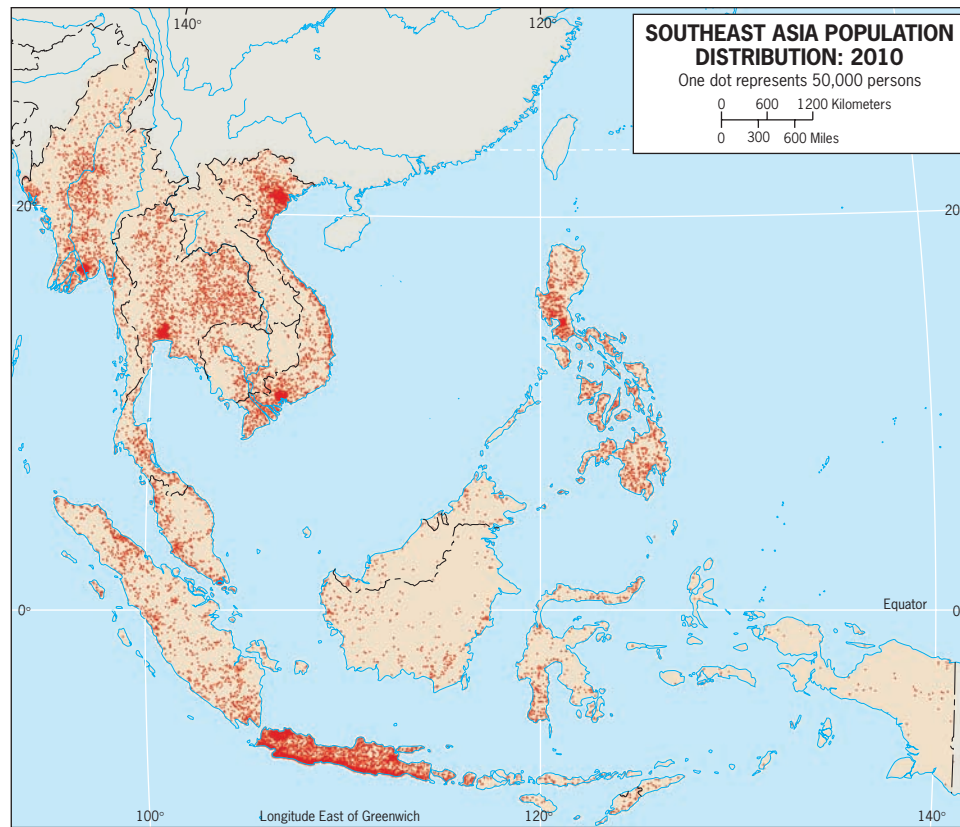 140°
120°
SOUTHEAST ASIA POPULATION
DISTRIBUTION: 2010
One dot represents 50,000 persons
0 600 1200 Kilometers
0 300 600 Miles
20°
20
0°
Equator
0
100°
Longitude East of Greenwich
120°
140°